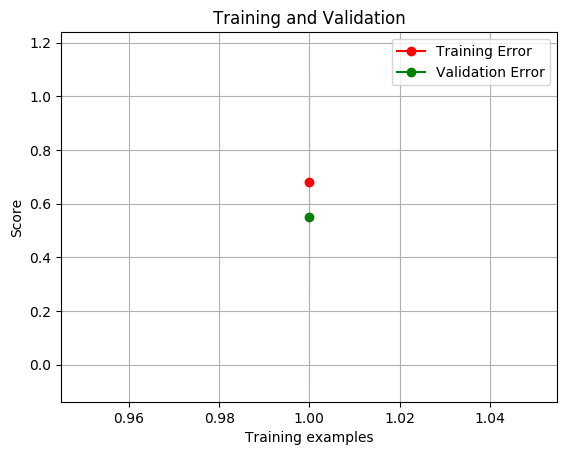 Training and Validation
Training Error
Validation Error
1.2
1.0
0.8
0.6
0.4
0.2
0.0
Score
0.96
0.98
1.00
1.02
1.04
Training examples